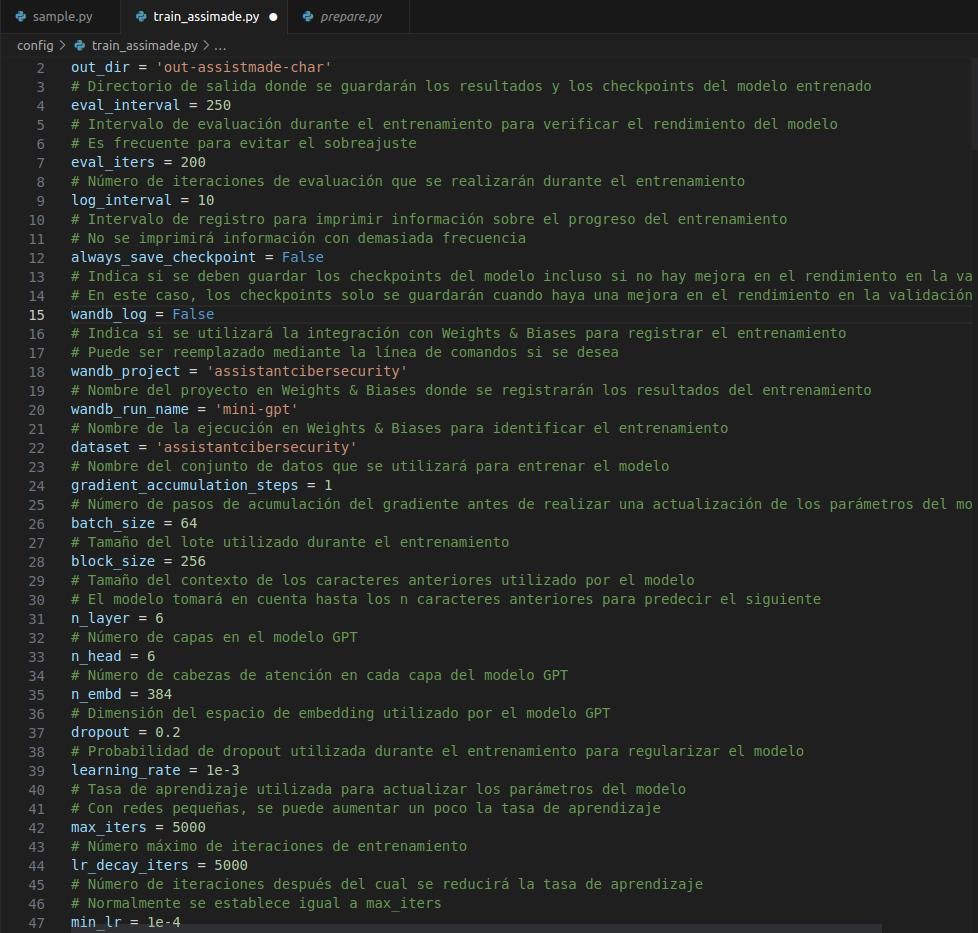 sample.py
train_assimade.py
prepare.py
config > train_assimade.py > ...
2 out_dir = 'out-assistmade-char'
3 # Directorio de salida donde se guardarán los resultados y los checkpoints del modelo entrenado
4 eval_interval = 250
5 # Intervalo de evaluación durante el entrenamiento para verificar el rendimiento del modelo
6 # Es frecuente para evitar el sobreajuste
7 eval_iters = 200
8 # Número de iteraciones de evaluación que se realizarán durante el entrenamiento
9 log_interval = 10
10 # Intervalo de registro para imprimir información sobre el progreso del entrenamiento
11 # No se imprimirá información con demasiada frecuencia
12 always_save_checkpoint = False
13 # Indica si se deben guardar los checkpoints del modelo incluso si no hay mejora en el rendimiento en la va
14 # En este caso, los checkpoints solo se guardarán cuando haya una mejora en el rendimiento en la validación
15 wandb_log = False
16 # Indica si se utilizará la integración con Weights & Biases para registrar el entrenamiento
17 # Puede ser reemplazado mediante la línea de comandos si se desea
18 wandb_project = 'assistantcibersecurity'
19 # Nombre del proyecto en Weights & Biases donde se registrarán los resultados del entrenamiento
20 wandb_run_name = 'mini-gpt'
21 # Nombre de la ejecución en Weights & Biases para identificar el entrenamiento
22 dataset = 'assistantcibersecurity'
23 # Nombre del conjunto de datos que se utilizará para entrenar el modelo
24 gradient_accumulation_steps = 1
25 # Número de pasos de acumulación del gradiente antes de realizar una actualización de los parámetros del mo
26 batch_size = 64
27 # Tamaño del lote utilizado durante el entrenamiento
28 block_size = 256
29 # Tamaño del contexto de los caracteres anteriores utilizado por el modelo
30 # El modelo tomará en cuenta hasta los n caracteres anteriores para predecir el siguiente
31 n_layer = 6
32 # Número de capas en el modelo GPT
33 n_head = 6
34 # Número de cabezas de atención en cada capa del modelo GPT
35 n_embd = 384
36 # Dimensión del espacio de embedding utilizado por el modelo GPT
37 dropout = 0.2
38 # Probabilidad de dropout utilizada durante el entrenamiento para regularizar el modelo
39 learning_rate = 1e-3
40 # Tasa de aprendizaje utilizada para actualizar los parámetros del modelo
41 # Con redes pequeñas, se puede aumentar un poco la tasa de aprendizaje
42 max_iters = 5000
43 # Número máximo de iteraciones de entrenamiento
44 lr_decay_iters = 5000
45 # Número de iteraciones después del cual se reducirá la tasa de aprendizaje
46 # Normalmente se establece igual a max_iters
47 min_lr = 1e-4